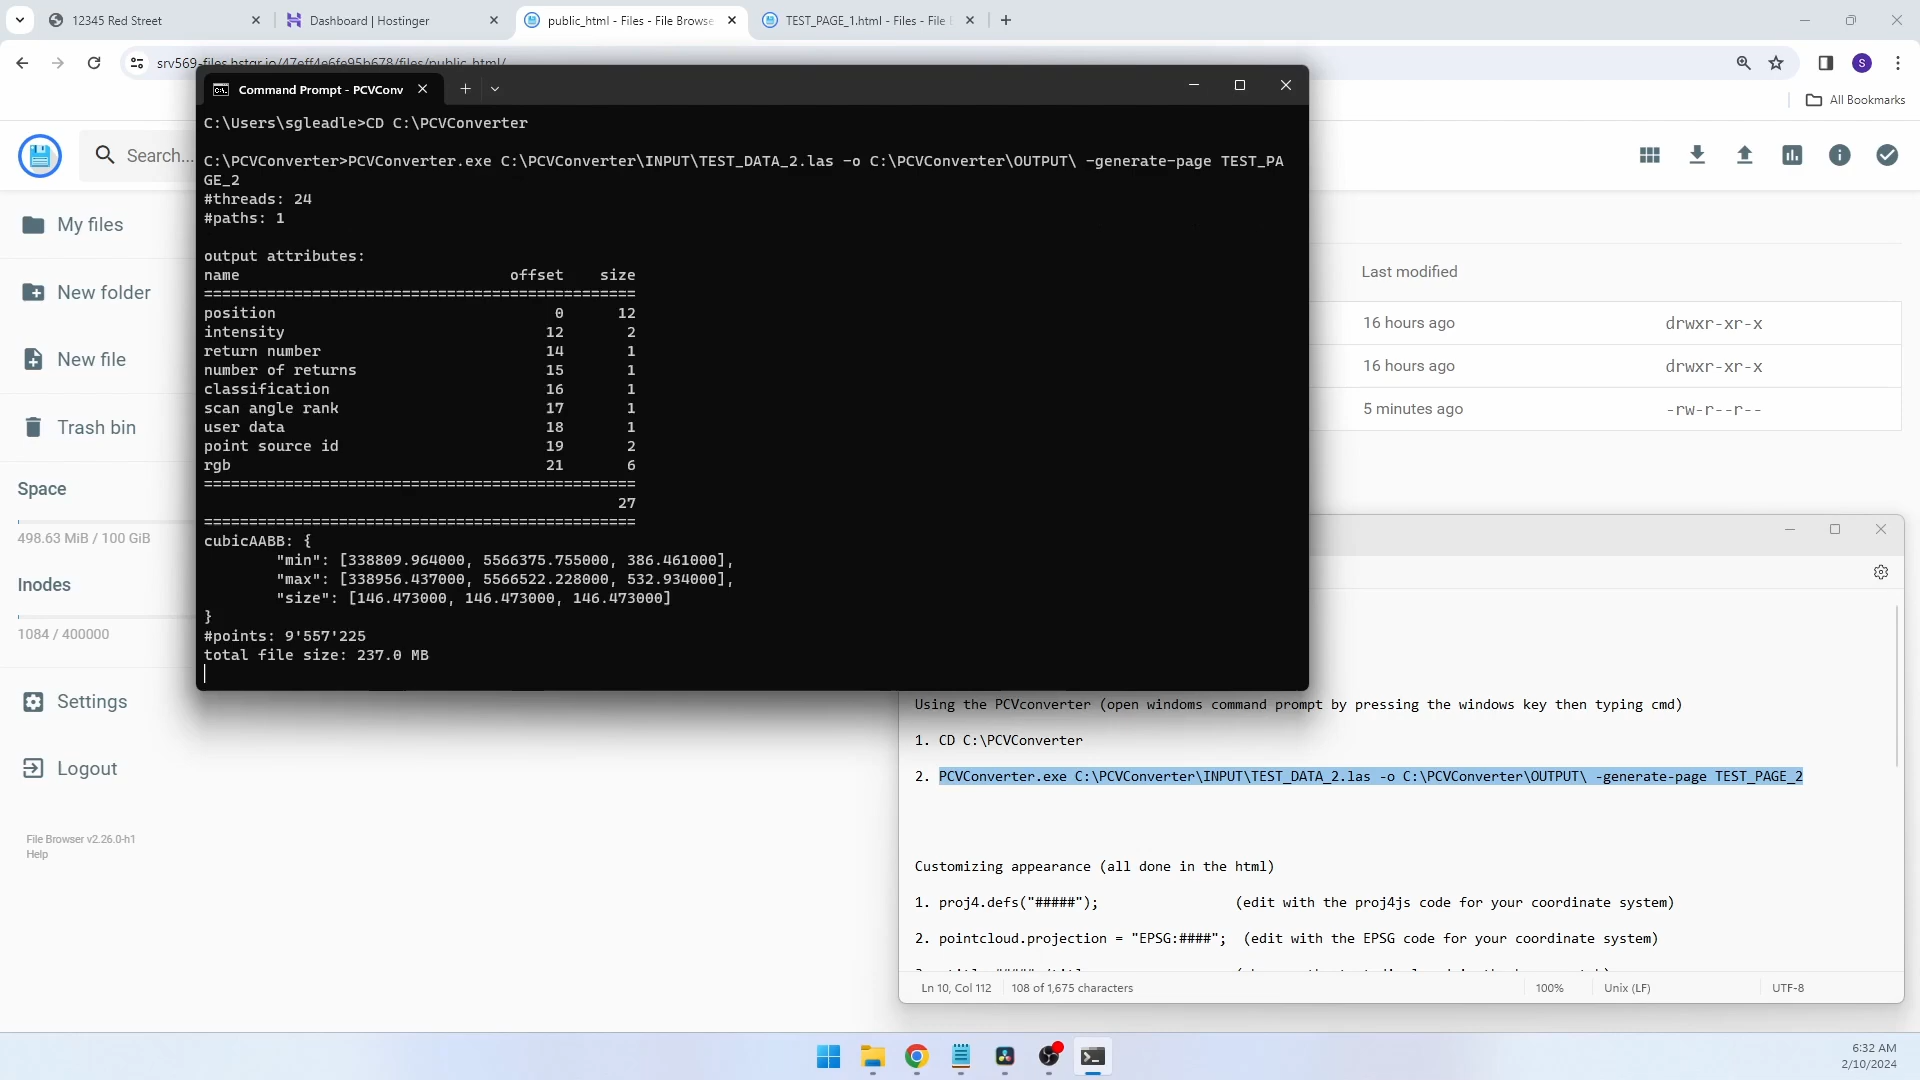 12345 Red Street
Dashboard | Hostinger
public_html - Files - File Browse
TEST_PAGE_1.html - Files - File
srv569-files.hstgr.io/47eff4e6fe95b678/files/public_html/
S
All Bookmarks
Command Prompt - PCVConv
C:\Users\sgleadle>CD C:\PCVConverter
C:\PCVConverter>PCVConverter.exe C:\PCVConverter\INPUT\TEST_DATA_2.las -o C:\PCVConverter\OUTPUT\ -generate-page TEST_PA
GE_2
#threads: 24
#paths: 1
output attributes:
name offset size
================================================
position 0 12
intensity 12 2
return number 14 1
number of returns 15 1
classification 16 1
scan angle rank 17 1
user data 18 1
point source id 19 2
rgb 21 6
================================================
27
================================================
cubicAABB: {
"min": [338809.964000, 5566375.755000, 386.461000],
"max": [338956.437000, 5566522.228000, 532.934000],
"size": [146.473000, 146.473000, 146.473000]
}
#points: 9'557'225
total file size: 237.0 MB
Search...
My files
New folder
New file
Trash bin
Space
498.63 MiB / 100 GiB
Inodes
1084 / 400000
Settings
Logout
File Browser v2.26.0-h1
Help
Last modified
16 hours ago drwxr-xr-x
16 hours ago drwxr-xr-x
5 minutes ago -rw-r--r--
Using the PCVconverter (open windoms command prompt by pressing the windows key then typing cmd)
1. CD C:\PCVConverter
2. PCVConverter.exe C:\PCVConverter\INPUT\TEST_DATA_2.las -o C:\PCVConverter\OUTPUT\ -generate-page TEST_PAGE_2
Customizing appearance (all done in the html)
1. proj4.defs("#####"); (edit with the proj4js code for your coordinate system)
2. pointcloud.projection = "EPSG:####"; (edit with the EPSG code for your coordinate system)
Ln 10, Col 112
108 of 1,675 characters
100%
Unix (LF)
UTF-8
6:32 AM
2/10/2024